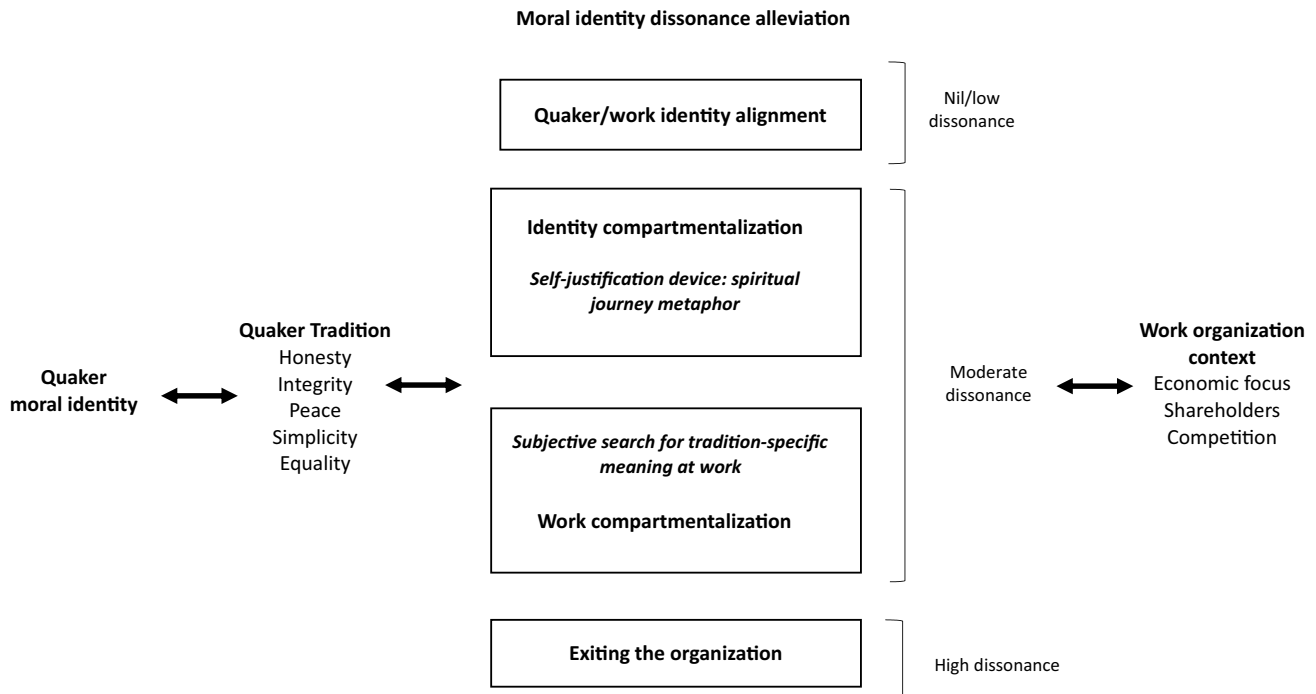 Moral identity dissonance alleviation
Quaker/work identity alignment
Nil/low
dissonance
Identity compartmentalization
Self-justification device: spiritual
journey metaphor
Quaker
moral identity
Quaker Tradition
Honesty
Integrity
Peace
Simplicity
Equality
Moderate
dissonance
Work organization
context
Economic focus
Shareholders
Competition
Subjective search for tradition-specific
meaning at work
Work compartmentalization
Exiting the organization
High dissonance